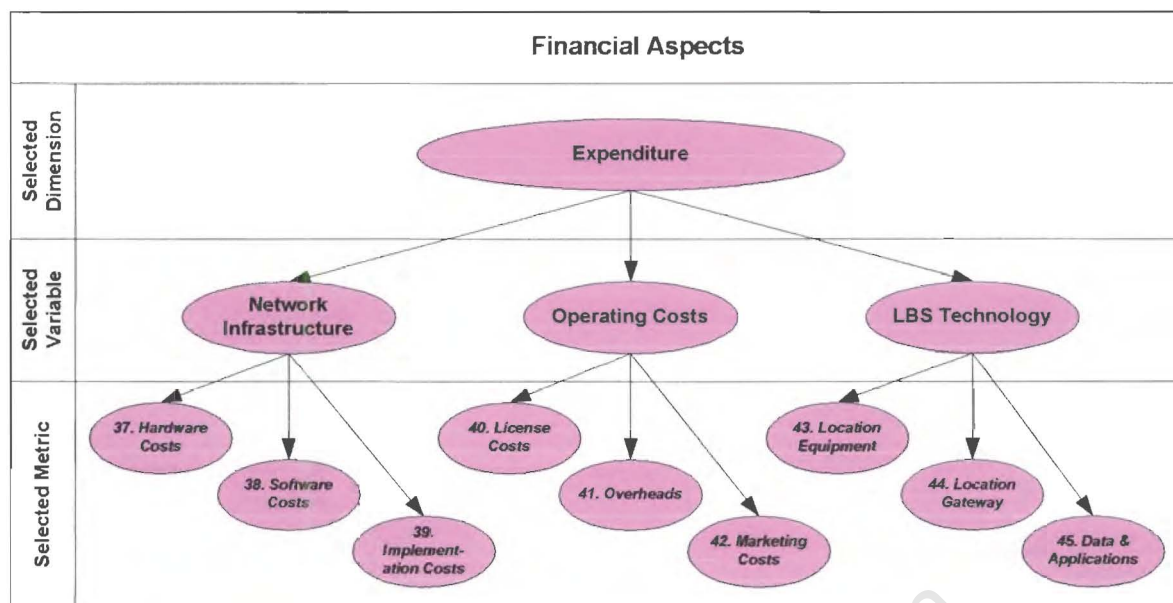 Financial Aspects
Selected
Dimension
Expenditure
Selected
Variable
Network
Infrastructure
Operating Costs
LBS Technology
Selected Metric
37. Hardware
Costs
38. Software
Costs
39.
Implement-
ation Costs
40. License
Costs
41. Overheads
42. Marketing
Costs
43. Location
Equipment
44. Location
Gateway
45. Data &
Applications